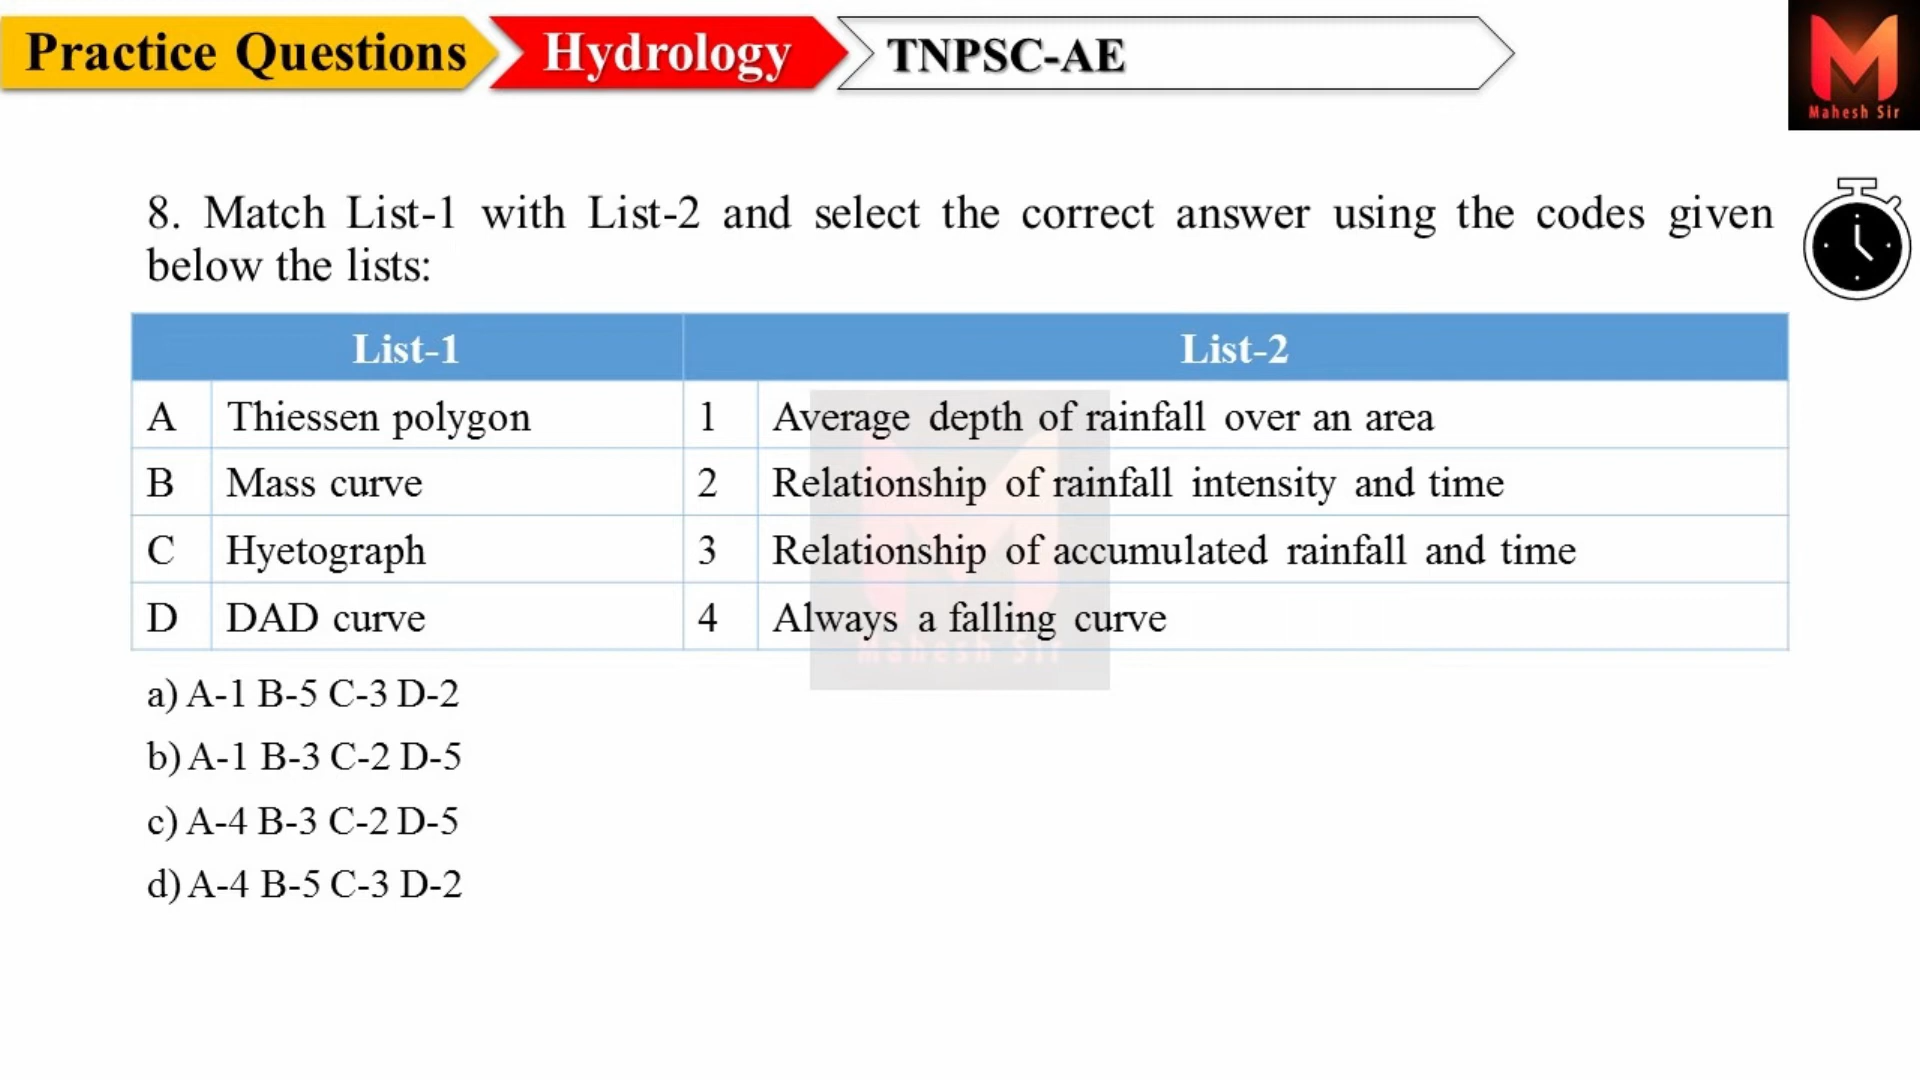 Practice Questions Hydrology TNPSC-AE
Mahesh Sir
8. Match List-1 with List-2 and select the correct answer using the codes given
below the lists:
List-1 List-2
A Thiessen polygon 1 Average depth of rainfall over an area
B Mass curve 2 Relationship of rainfall intensity and time
C Hyetograph 3 Relationship of accumulated rainfall and time
D DAD curve 4 Always a falling curve
Mahesh Sir
a) A-1 B-5 C-3 D-2
b) A-1 B-3 C-2 D-5
c) A-4 B-3 C-2 D-5
d) A-4 B-5 C-3 D-2